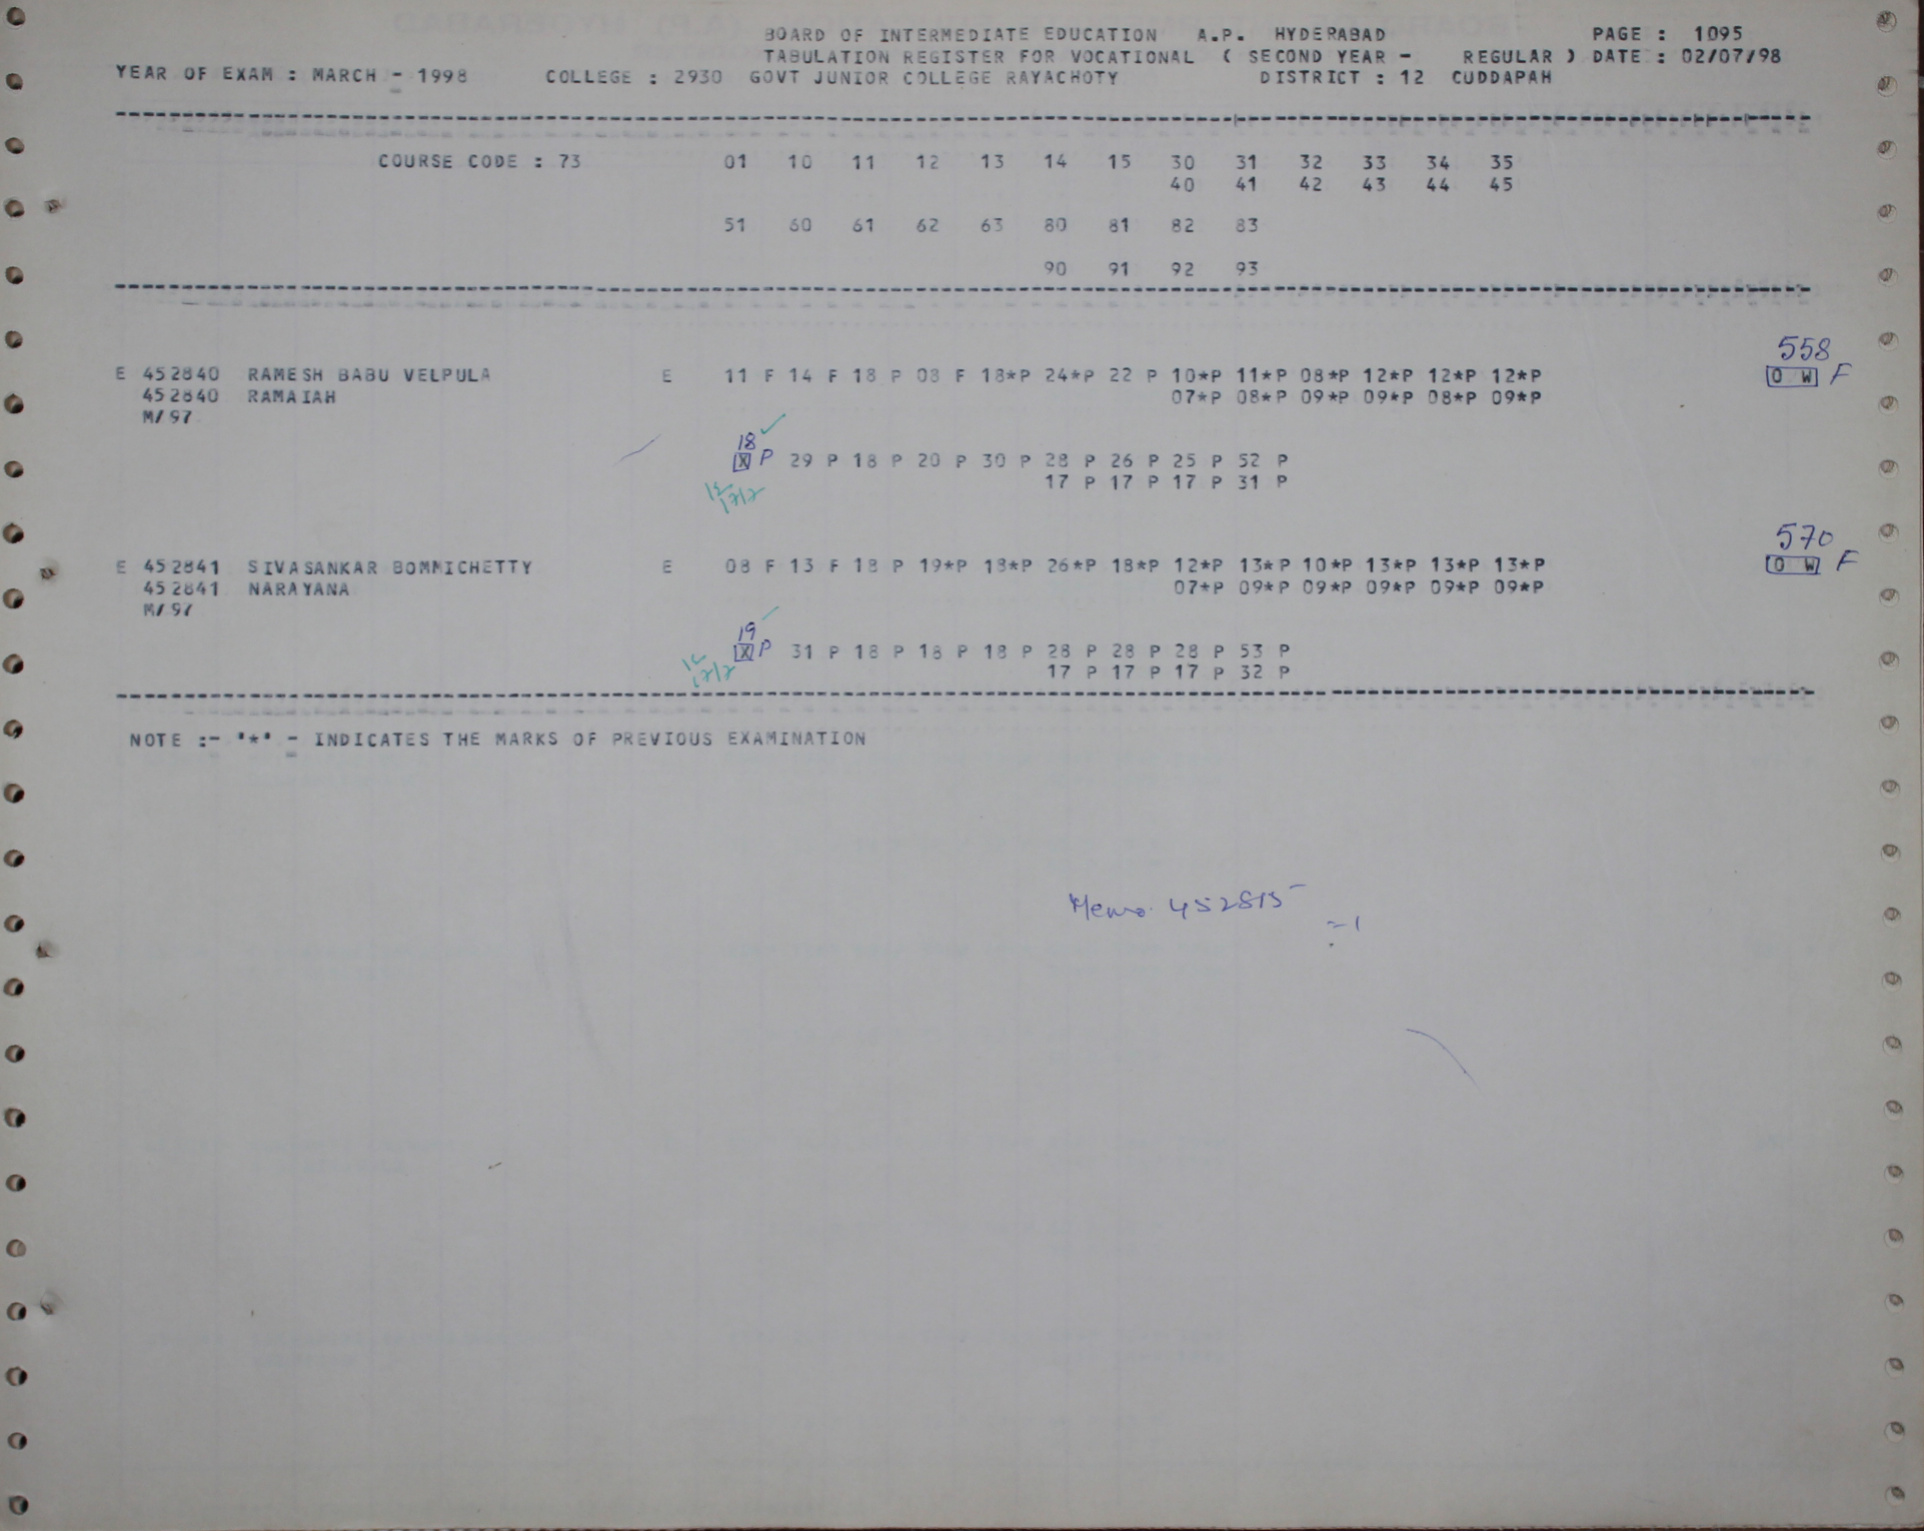 BOARD OF INTERMEDIATE EDUCATION A.P. HYDERABAD PAGE : 1095
TABULATION REGISTER FOR VOCATIONAL ( SECOND YEAR - REGULAR ) DATE : 02/07/98
YEAR OF EXAM : MARCH - 1998 COLLEGE : 2930 GOVT JUNIOR COLLEGE RAYACHOTY DISTRICT : 12 CUDDAPAH
COURSE CODE : 73 01 10 11 12 13 14 15 30 31 32 33 34 35
40 41 42 43 44 45
51 60 61 62 63 80 81 82 83
90 91 92 93
558
E 452840 RAMESH BABU VELPULA E 11 F 14 F 18 P 08 F 18*P 24*P 22 P 10*P 11*P 08*P 12*P 12*P 12*P O W F
452840 RAMAIAH 07*P 08*P 09*P 09*P 08*P 09*P
M/97
18
X P 29 P 18 P 20 P 30 P 28 P 26 P 25 P 52 P
17 P 17 P 17 P 31 P
570
E 452841 SIVASANKAR BOMMICHETTY E 08 F 13 F 18 P 19*P 18*P 26*P 18*P 12*P 13*P 10*P 13*P 13*P 13*P O W F
452841 NARAYANA 07*P 09*P 09*P 09*P 09*P 09*P
M/97
19
X P 31 P 18 P 18 P 18 P 28 P 28 P 28 P 53 P
17 P 17 P 17 P 32 P
NOTE :- '*' - INDICATES THE MARKS OF PREVIOUS EXAMINATION
Memo 452815
=1